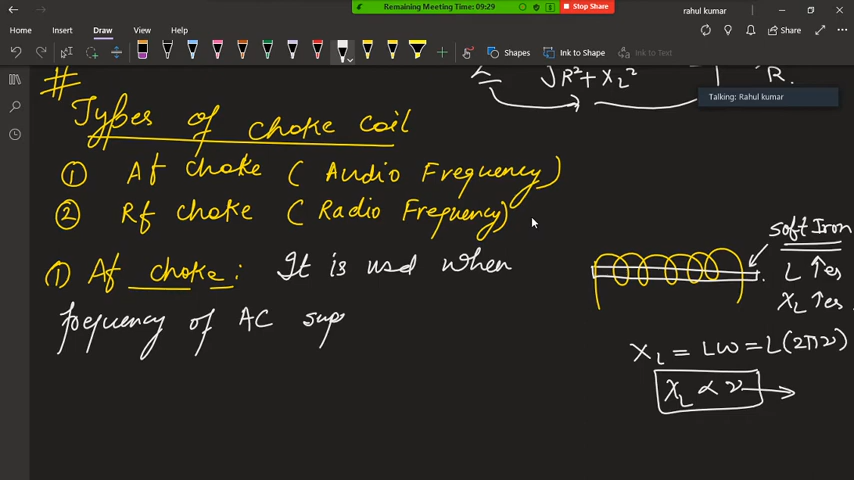 Remaining Meeting Time: 09:29
Stop Share
rahul kumar
Home Insert Draw View Help
Share
Shapes
Ink to Shape
Ink to Text
√R²+XL²
R.
Talking: Rahul kumar
#
Types of choke coil
① Af choke ( Audio Frequency )
② Rf choke ( Radio Frequency)
① Af choke : It is usd when
frequency of AC sup
soft Iron
L ↑es
XL ↑es
XL = Lω = L(2πν)
XL ∝ ν →